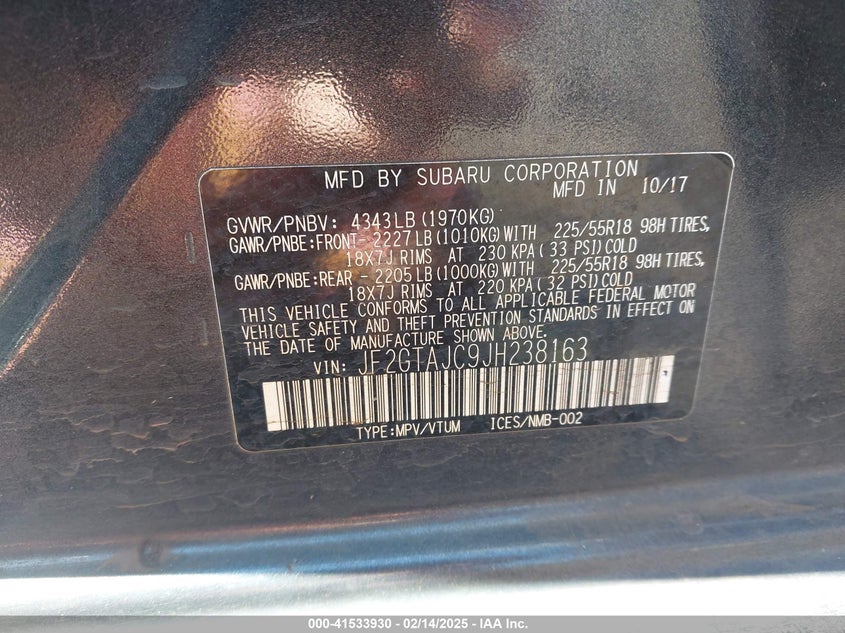 MFD BY SUBARU CORPORATION
MFD IN 10/17
GVWR/PNBV: 4343LB(1970KG)
GAWR/PNBE:FRONT-2227LB(1010KG)WITH 225/55R18 98H TIRES,
18X7J RIMS AT 230 KPA(33 PSI)COLD
GAWR/PNBE:REAR -2205LB(1000KG)WITH 225/55R18 98H TIRES,
18X7J RIMS AT 220 KPA(32 PSI)COLD
THIS VEHICLE CONFORMS TO ALL APPLICABLE FEDERAL MOTOR
VEHICLE SAFETY AND THEFT PREVENTION STANDARDS IN EFFECT ON
THE DATE OF MANUFACTURE SHOWN ABOVE.
VIN: JF2GTAJC9JH238163
TYPE:MPV/VTUM ICES/NMB-002
000-41533930 - 02/14/2025 - IAA Inc.